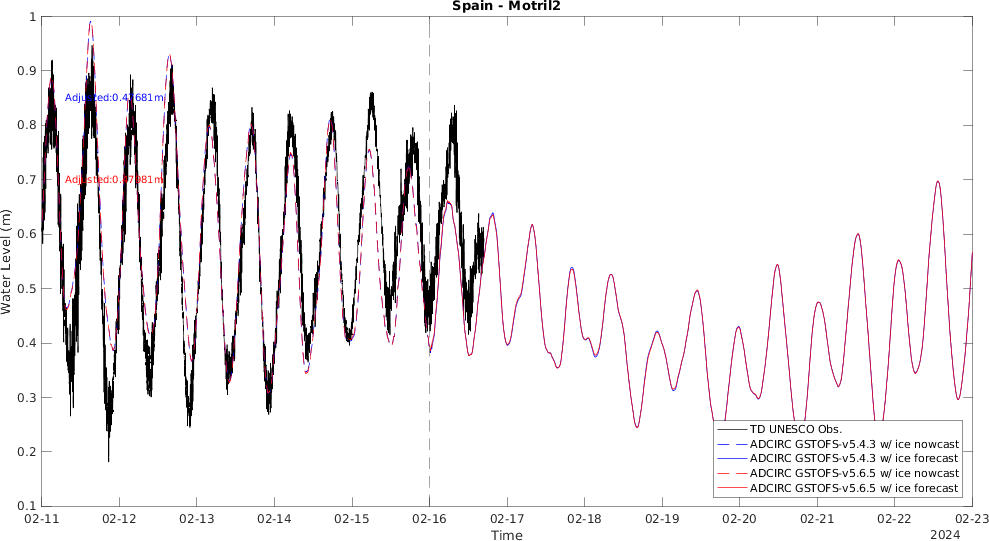 Spain - Motril2
1
0.9
0.8
0.7
0.6
0.5
0.4
0.3
0.2
0.1
Water Level (m)
Adjusted:
Adjusted:
TD UNESCO Obs.
ADCIRC GSTOFS-v5.4.3 w/ ice nowcast
ADCIRC GSTOFS-v5.4.3 w/ ice forecast
ADCIRC GSTOFS-v5.6.5 w/ ice nowcast
ADCIRC GSTOFS-v5.6.5 w/ ice forecast
02-11 02-12 02-13 02-14 02-15 02-16 02-17 02-18 02-19 02-20 02-21 02-22 02-23
Time
2024